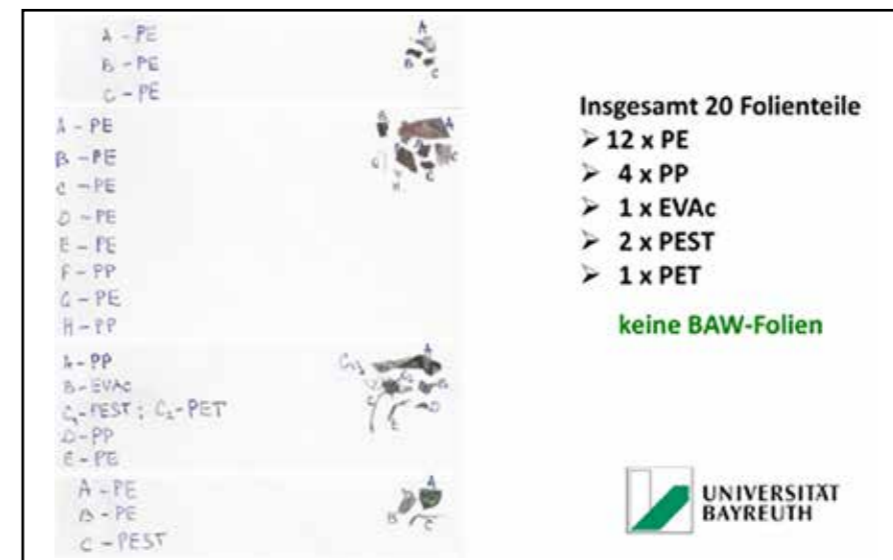 A - PE
B - PE
C - PE
A
B
C
A - PE
B - PE
C - PE
D - PE
E - PE
F - PP
G - PE
H - PP
B
A
C
G
H
A - PP
B - EVAc
C₁-PEST; C₂-PET
D - PP
E - PE
A
C₂
B
D
C
E
A - PE
B - PE
C - PEST
A
B
C
Insgesamt 20 Folienteile
➢ 12 x PE
➢ 4 x PP
➢ 1 x EVAc
➢ 2 x PEST
➢ 1 x PET
keine BAW-Folien
UNIVERSITÄT
BAYREUTH